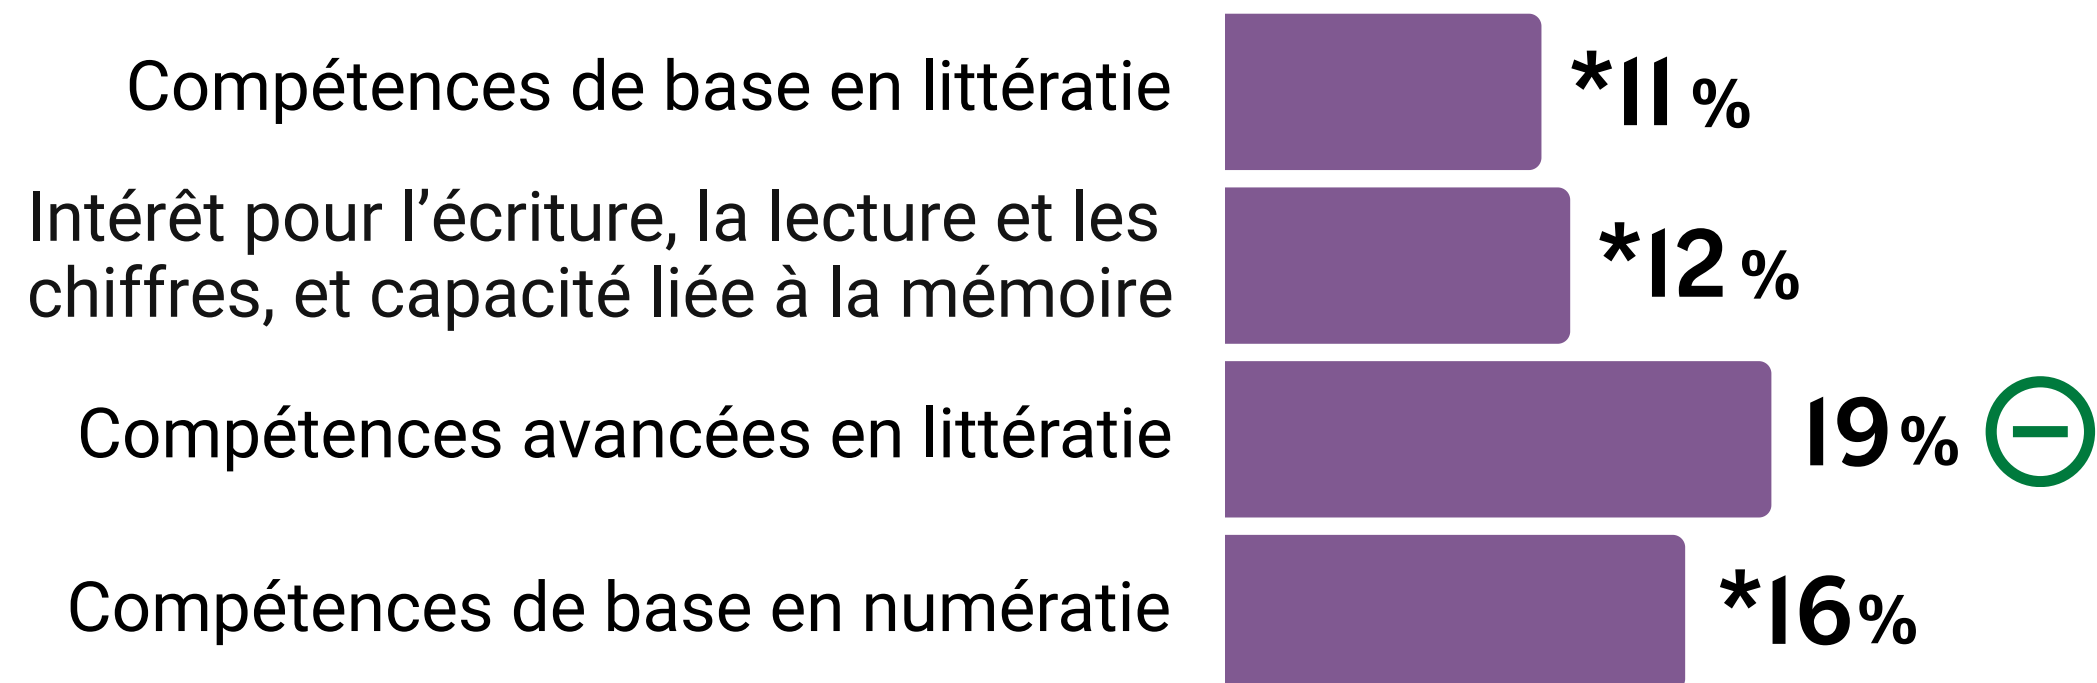 Compétences de base en littératie *11 %
Intérêt pour l’écriture, la lecture et les
chiffres, et capacité liée à la mémoire *12 %
Compétences avancées en littératie 19 %
Compétences de base en numératie *16 %